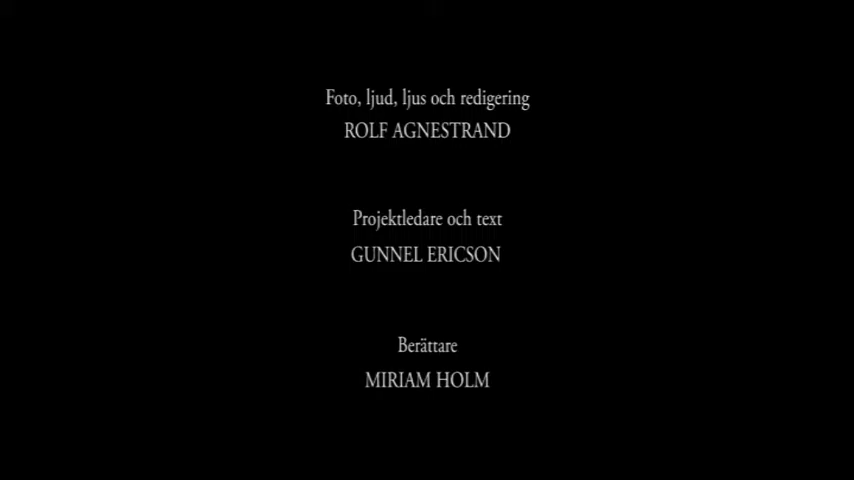 Foto, ljud, ljus och redigering
ROLF AGNESTRAND
Projektledare och text
GUNNEL ERICSON
Berättare
MIRIAM HOLM